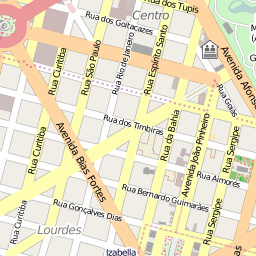 Rua dos Tupis
Centro
Rua dos Goitacazes
Rua Curitiba
Rua São Paulo
Rua Rio de Janeiro
Rua Espírito Santo
Avenida Afonso
Rua Goiás
Rua dos Timbiras
Rua Curitiba
Avenida Bias Fortes
Rua da Bahia
Avenida João Pinheiro
Rua Sergipe
Rua Aimorés
Rua Bernardo Guimarães
Rua Gonçalves Dias
Rua Curitiba
Rua Sergipe
Lourdes
Izabella